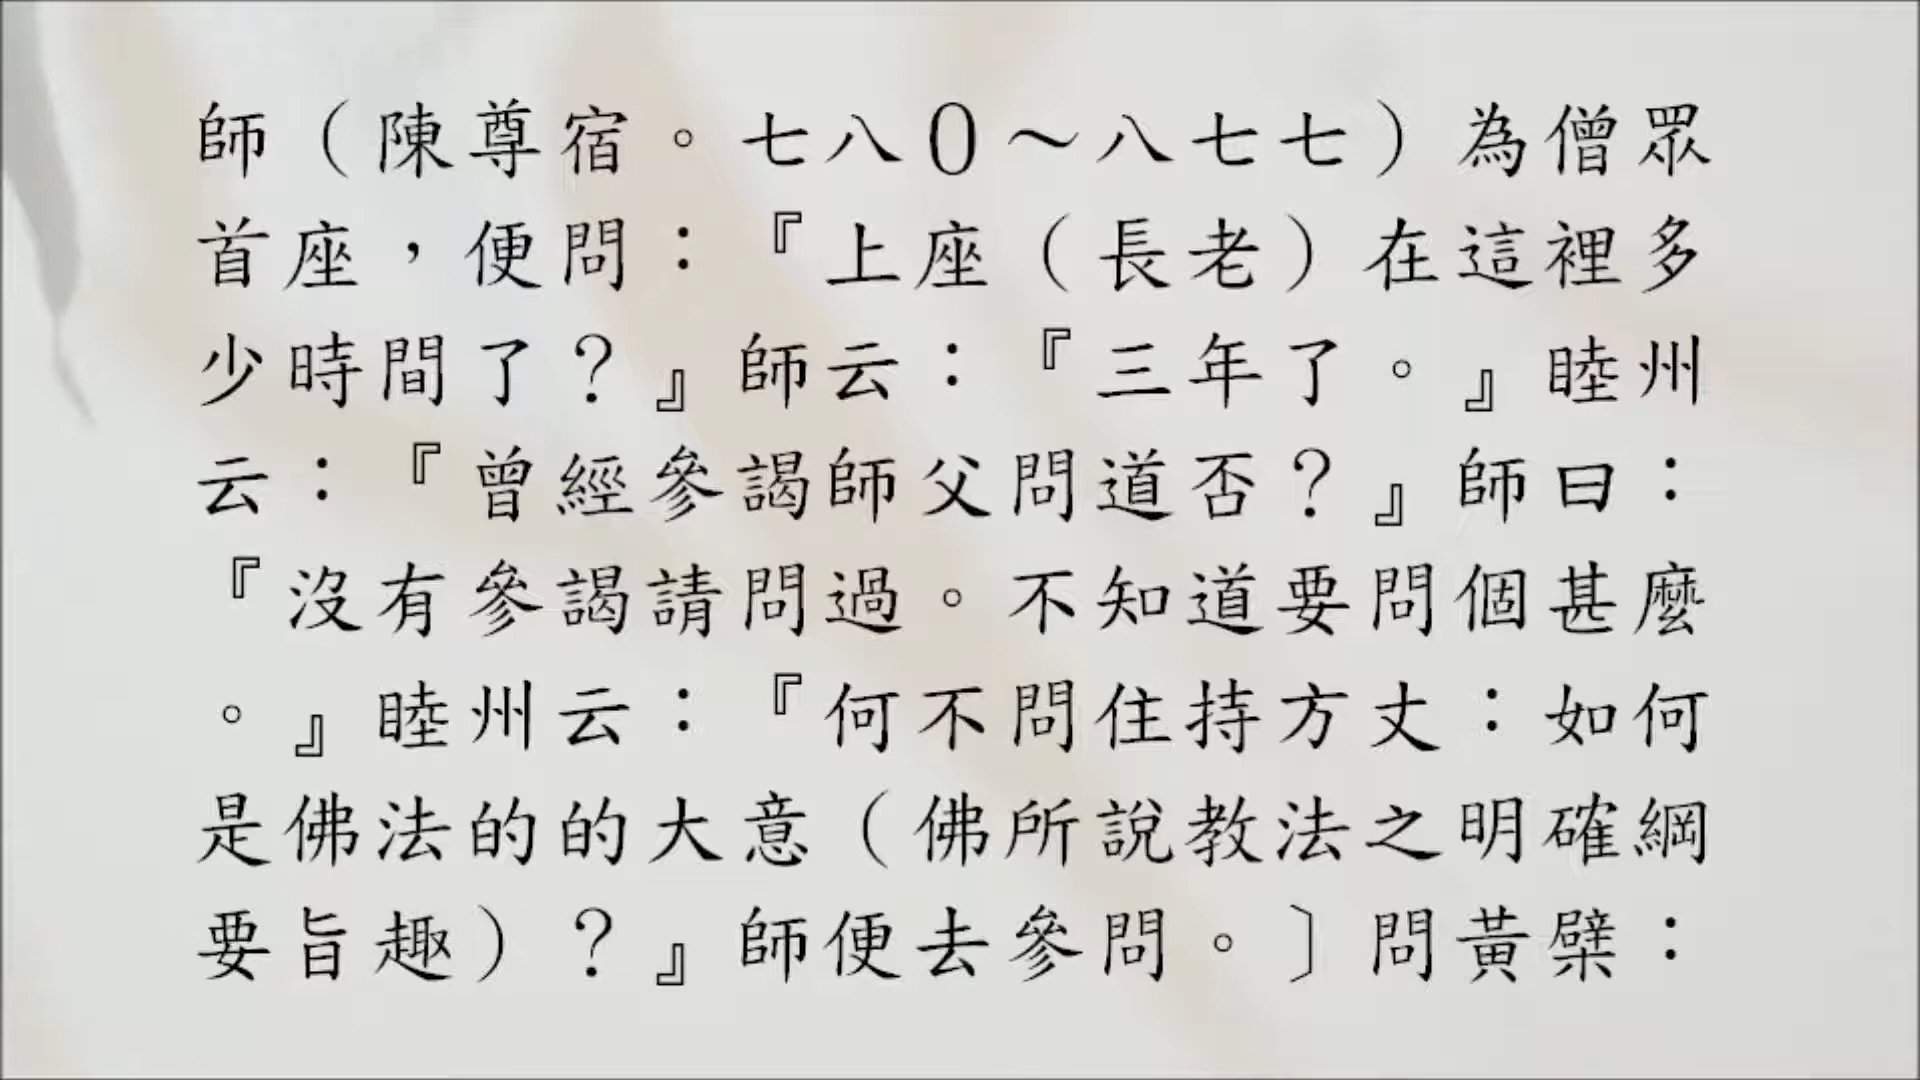 師（陳尊宿。七八0～八七七）為僧眾
首座，便問：『上座（長老）在這裡多
少時間了？』師云：『三年了。』睦州
云：『曾經參謁師父問道否？』師曰：
『沒有參謁請問過。不知道要問個甚麼
。』睦州云：『何不問住持方丈：如何
是佛法的的大意（佛所說教法之明確綱
要旨趣）？』師便去參問。〕問黃檗：